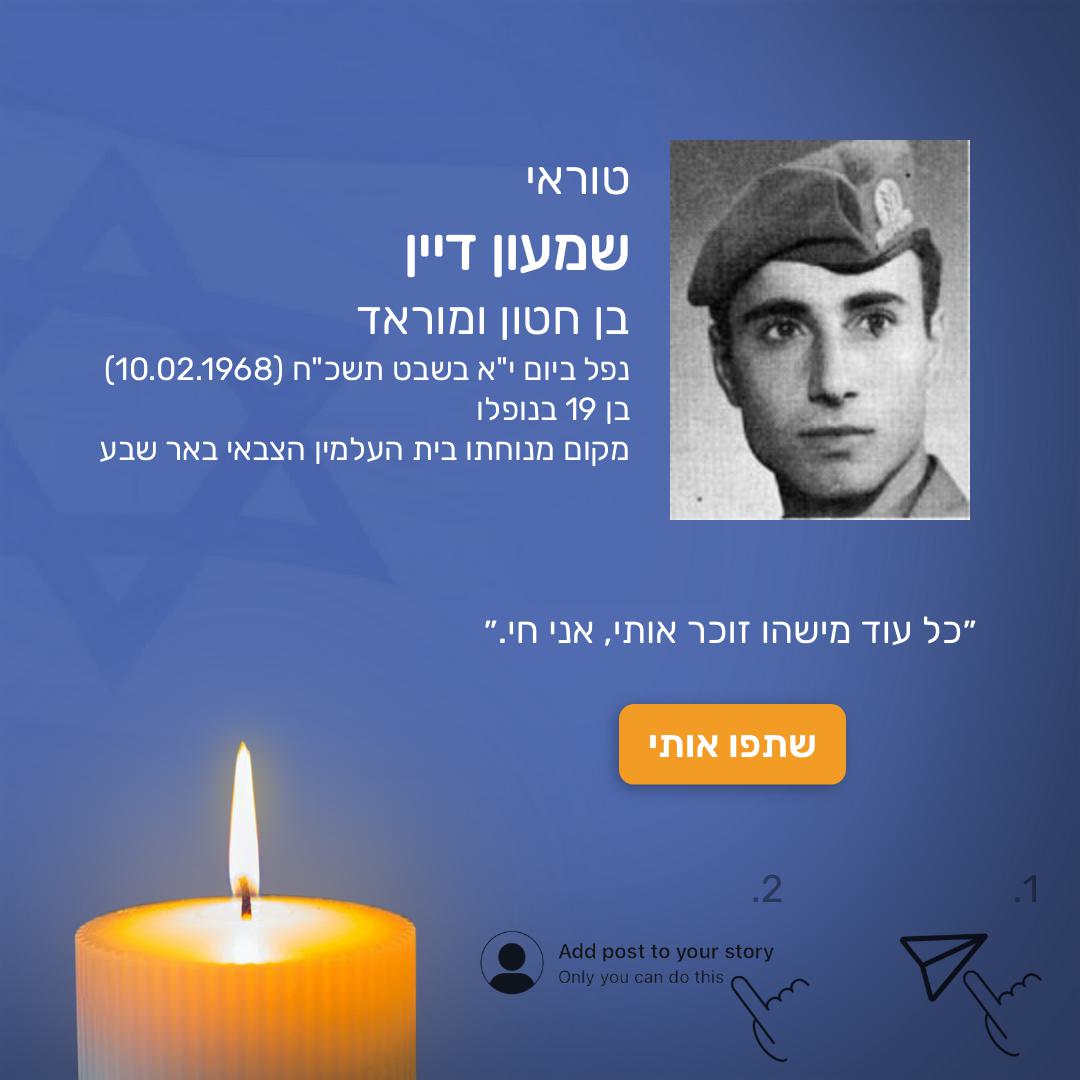 טוראי
שמעון דיין
בן חטון ומוראד
נפל ביום י"א בשבט תשכ"ח (10.02.1968)
בן 19 בנופלו
מקום מנוחתו בית העלמין הצבאי באר שבע
״כל עוד מישהו זוכר אותי, אני חי.״
שתפו אותי
1.
2.
Add post to your story
Only you can do this